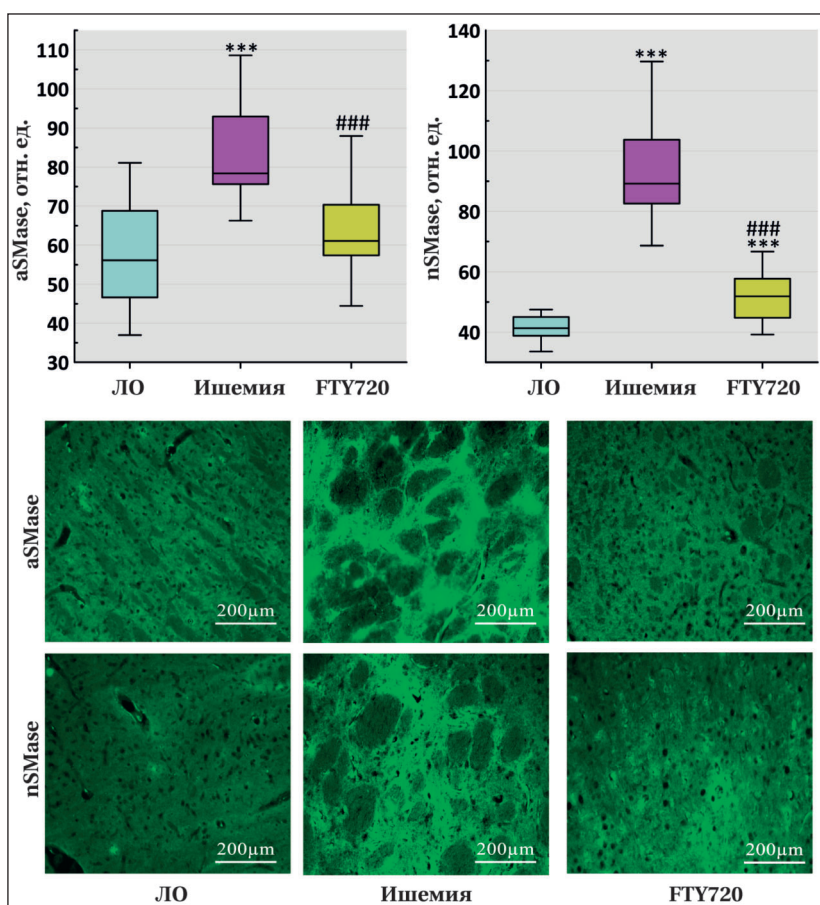 aSMase, отн. ед.
110
100
90
80
70
60
50
40
30
***
###
ЛО Ишемия FTY720
nSMase, отн. ед.
140
120
100
80
60
40
***
###
***
ЛО Ишемия FTY720
aSMase
200µm 200µm 200µm
nSMase
200µm 200µm 200µm
ЛО Ишемия FTY720